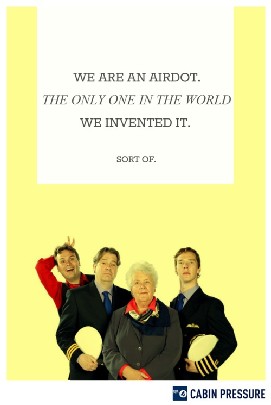 WE ARE AN AIRDOT.
THE ONLY ONE IN THE WORLD
WE INVENTED IT.
SORT OF.
CABIN PRESSURE